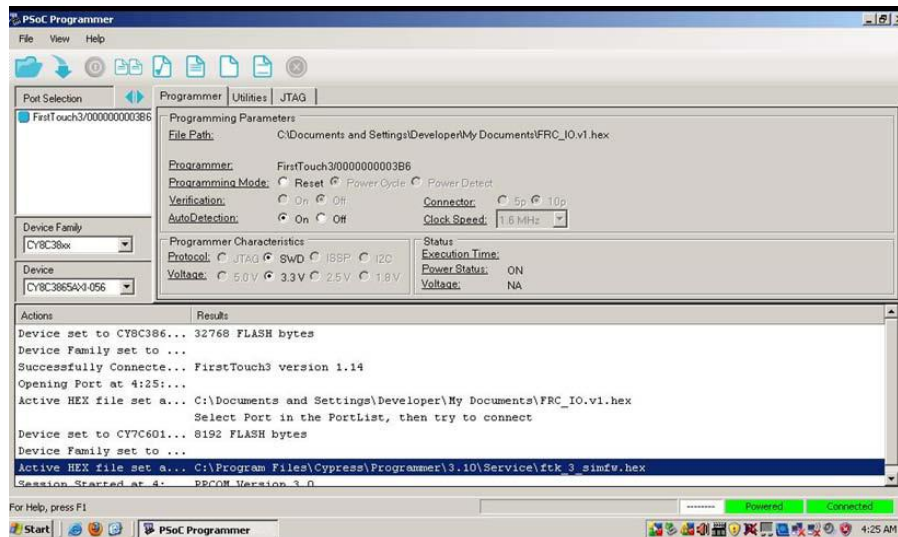 PSoC Programmer
File View Help
Port Selection
Programmer Utilities JTAG
FirstTouch3/0000000003B6
Programming Parameters
File Path: C:\Documents and Settings\Developer\My Documents\FRC_IO.v1.hex
Programmer: FirstTouch3/0000000003B6
Programming Mode: Reset Power Cycle Power Detect
Verification: On Off Connector: 5p 10p
AutoDetection: On Off Clock Speed: 1.6 MHz
Device Family
CY8C38xx
Device
CY8C3865AXI-056
Programmer Characteristics
Protocol: JTAG SWD ISSP I2C
Voltage: 5.0 V 3.3 V 2.5 V 1.8 V
Status
Execution Time:
Power Status: ON
Voltage: NA
Actions Results
Device set to CY8C386... 32768 FLASH bytes
Device Family set to ...
Successfully Connecte... FirstTouch3 version 1.14
Opening Port at 4:25:...
Active HEX file set a... C:\Documents and Settings\Developer\My Documents\FRC_IO.v1.hex
Select Port in the PortList, then try to connect
Device set to CY7C601... 8192 FLASH bytes
Device Family set to ...
Active HEX file set a... C:\Program Files\Cypress\Programmer\3.10\Service\ftk_3_simfw.hex
Session Started at 4: PPCOM Version 3.0
For Help, press F1
-------- Powered Connected
Start PSoC Programmer 4:25 AM